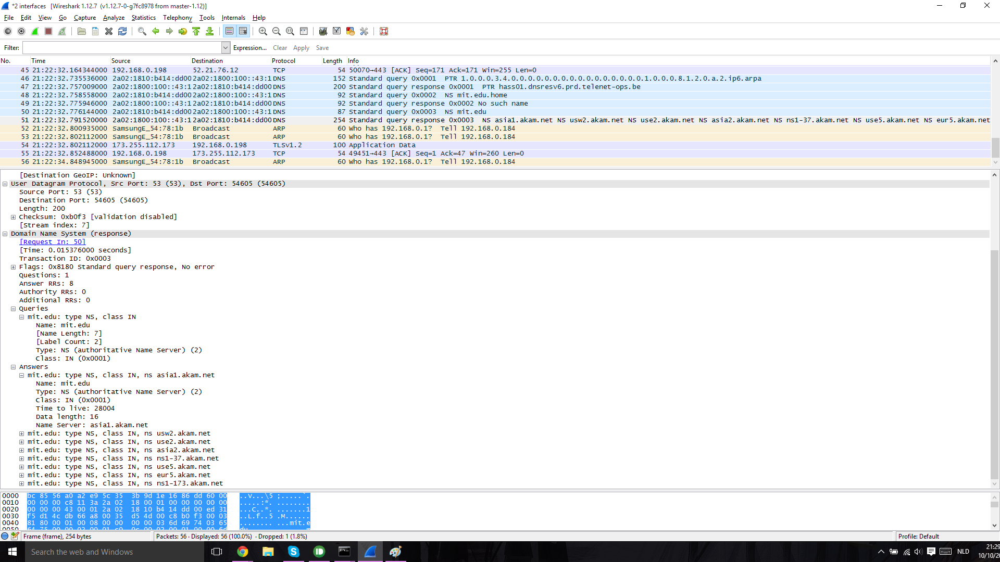 *2 interfaces   [Wireshark 1.12.7  (v1.12.7-0-g7fc8978 from master-1.12)]
File Edit View Go Capture Analyze Statistics Telephony Tools Internals Help
Filter: Expression... Clear Apply Save
No. Time Source Destination Protocol Length Info
45 21:22:32.164344000 192.168.0.198 52.21.76.12 TCP 54 50070→443 [ACK] Seq=171 Ack=171 Win=255 Len=0
46 21:22:32.735536000 2a02:1810:b414:dd00 2a02:1800:100::43:1 DNS 152 Standard query 0x0001  PTR 1.0.0.0.3.4.0.0.0.0.0.0.0.0.0.0.0.0.0.0.0.0.1.0.0.0.8.1.2.0.a.2.ip6.arpa
47 21:22:32.757009000 2a02:1800:100::43:1 2a02:1810:b414:dd00 DNS 200 Standard query response 0x0001  PTR hass01.dnsresv6.prd.telenet-ops.be
48 21:22:32.758558000 2a02:1810:b414:dd00 2a02:1800:100::43:1 DNS 92 Standard query 0x0002  NS mit.edu.home
49 21:22:32.775946000 2a02:1800:100::43:1 2a02:1810:b414:dd00 DNS 92 Standard query response 0x0002 No such name
50 21:22:32.776144000 2a02:1810:b414:dd00 2a02:1800:100::43:1 DNS 87 Standard query 0x0003  NS mit.edu
51 21:22:32.791520000 2a02:1800:100::43:1 2a02:1810:b414:dd00 DNS 254 Standard query response 0x0003  NS asia1.akam.net NS usw2.akam.net NS use2.akam.net NS asia2.akam.net NS ns1-37.akam.net NS use5.akam.net NS eur5.akam.net
52 21:22:32.800935000 SamsungE_54:78:1b Broadcast ARP 60 Who has 192.168.0.1?  Tell 192.168.0.184
53 21:22:32.802112000 SamsungE_54:78:1b Broadcast ARP 60 Who has 192.168.0.1?  Tell 192.168.0.184
54 21:22:32.802112000 173.255.112.173 192.168.0.198 TLSv1.2 100 Application Data
55 21:22:32.852488000 192.168.0.198 173.255.112.173 TCP 54 49451→443 [ACK] Seq=1 Ack=47 Win=260 Len=0
56 21:22:34.848945000 SamsungE_54:78:1b Broadcast ARP 60 Who has 192.168.0.1?  Tell 192.168.0.184
[Destination GeoIP: Unknown]
User Datagram Protocol, Src Port: 53 (53), Dst Port: 54605 (54605)
Source Port: 53 (53)
Destination Port: 54605 (54605)
Length: 200
Checksum: 0xb0f3 [validation disabled]
[Stream index: 7]
Domain Name System (response)
[Request In: 50]
[Time: 0.015376000 seconds]
Transaction ID: 0x0003
Flags: 0x8180 Standard query response, No error
Questions: 1
Answer RRs: 8
Authority RRs: 0
Additional RRs: 0
Queries
mit.edu: type NS, class IN
Name: mit.edu
[Name Length: 7]
[Label Count: 2]
Type: NS (authoritative Name Server) (2)
Class: IN (0x0001)
Answers
mit.edu: type NS, class IN, ns asia1.akam.net
Name: mit.edu
Type: NS (authoritative Name Server) (2)
Class: IN (0x0001)
Time to live: 28004
Data length: 16
Name Server: asia1.akam.net
mit.edu: type NS, class IN, ns usw2.akam.net
mit.edu: type NS, class IN, ns use2.akam.net
mit.edu: type NS, class IN, ns asia2.akam.net
mit.edu: type NS, class IN, ns ns1-37.akam.net
mit.edu: type NS, class IN, ns use5.akam.net
mit.edu: type NS, class IN, ns eur5.akam.net
mit.edu: type NS, class IN, ns ns1-173.akam.net
0000 bc 85 56 a0 a2 e9 5c 35 3b 9d 1e 16 86 dd 60 00 ..V...\5 ;.....`.
0010 00 00 00 c8 11 3a 2a 02 18 00 01 00 00 00 00 00 .....:*. ........
0020 00 00 00 43 00 01 2a 02 18 10 b4 14 dd 00 ed 31 ...C..*. .......1
0030 f5 d1 4c db 66 a8 00 35 d5 4d 00 c8 b0 f3 00 03 ..L.f..5 .M......
0040 81 80 00 01 00 08 00 00 00 00 03 6d 69 74 03 65 ........ ...mit.e
0050 64 75 00 00 02 00 01 c0 0c 00 02 00 01 00 00 6d du...... .......m
Frame (frame), 254 bytes Packets: 56 · Displayed: 56 (100.0%) · Dropped: 1 (1.8%) Profile: Default
Search the web and Windows NLD 21:29
10/10/20